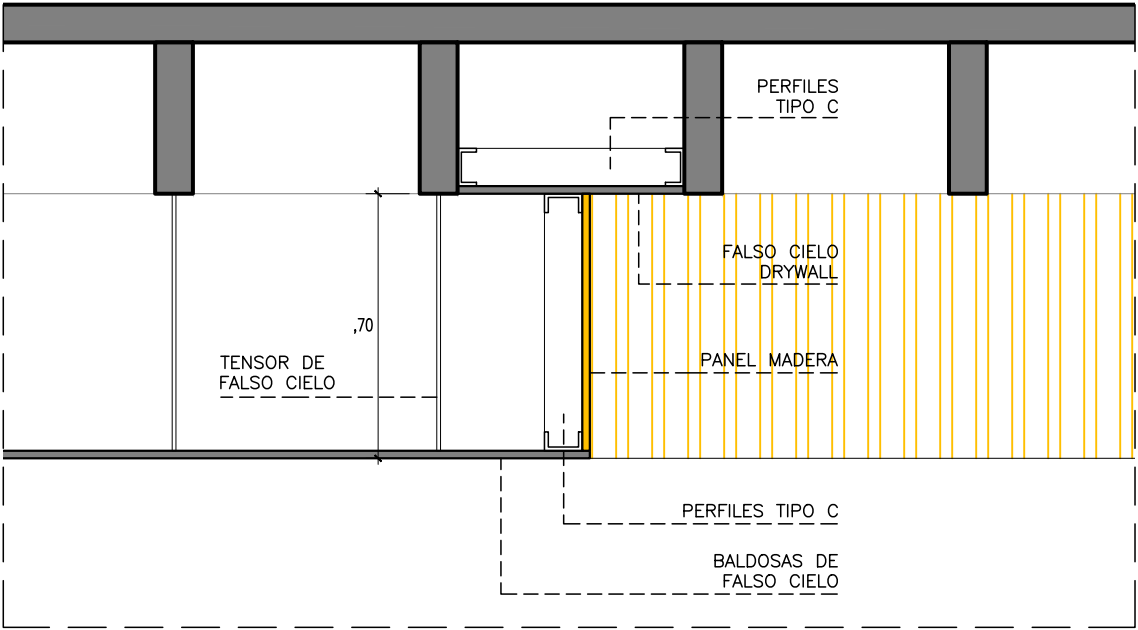 PERFILES
TIPO C
FALSO CIELO
DRYWALL
,70
PANEL MADERA
TENSOR DE
FALSO CIELO
PERFILES TIPO C
BALDOSAS DE
FALSO CIELO